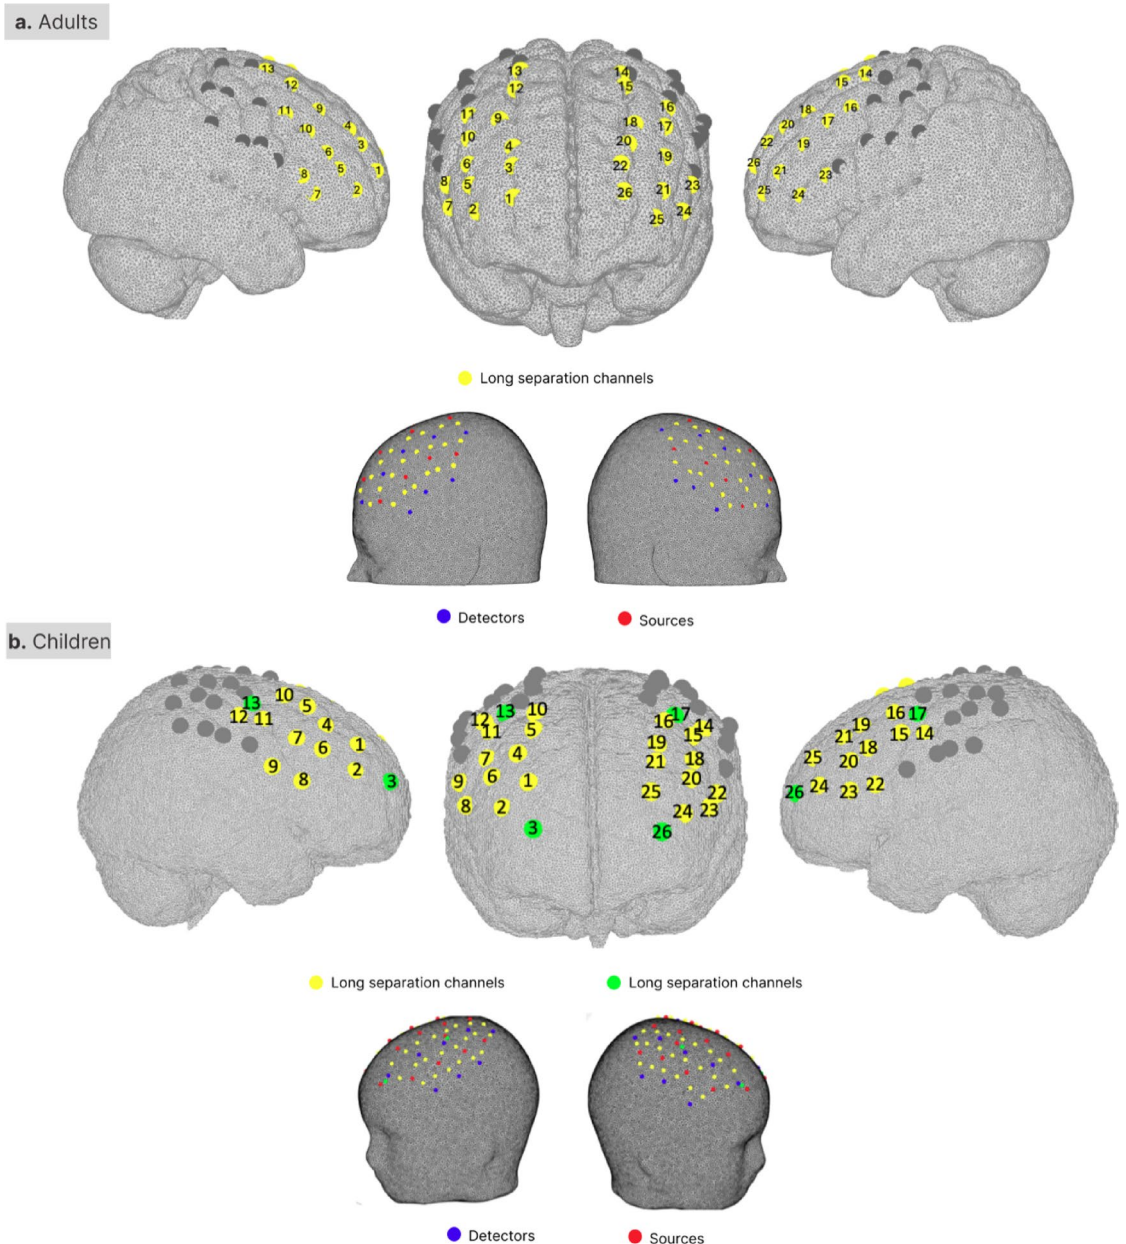 a. Adults
13 12 11 9 10 4 3 6 5 1 8 7 2
13 12 11 9 10 4 6 3 8 5 1 7 2
14 15 16 18 17 20 19 22 23 21 26 24 25
14 15 16 18 17 20 22 19 26 21 23 25 24
Long separation channels
Detectors
Sources
b. Children
13 10 5 12 11 4 7 6 1 9 2 8 3
13 10 12 11 5 7 4 6 9 1 8 2 3
17 16 14 15 19 21 18 20 25 22 24 23 26
16 17 19 21 15 14 18 25 20 24 22 23 26
Long separation channels
Long separation channels
Detectors
Sources